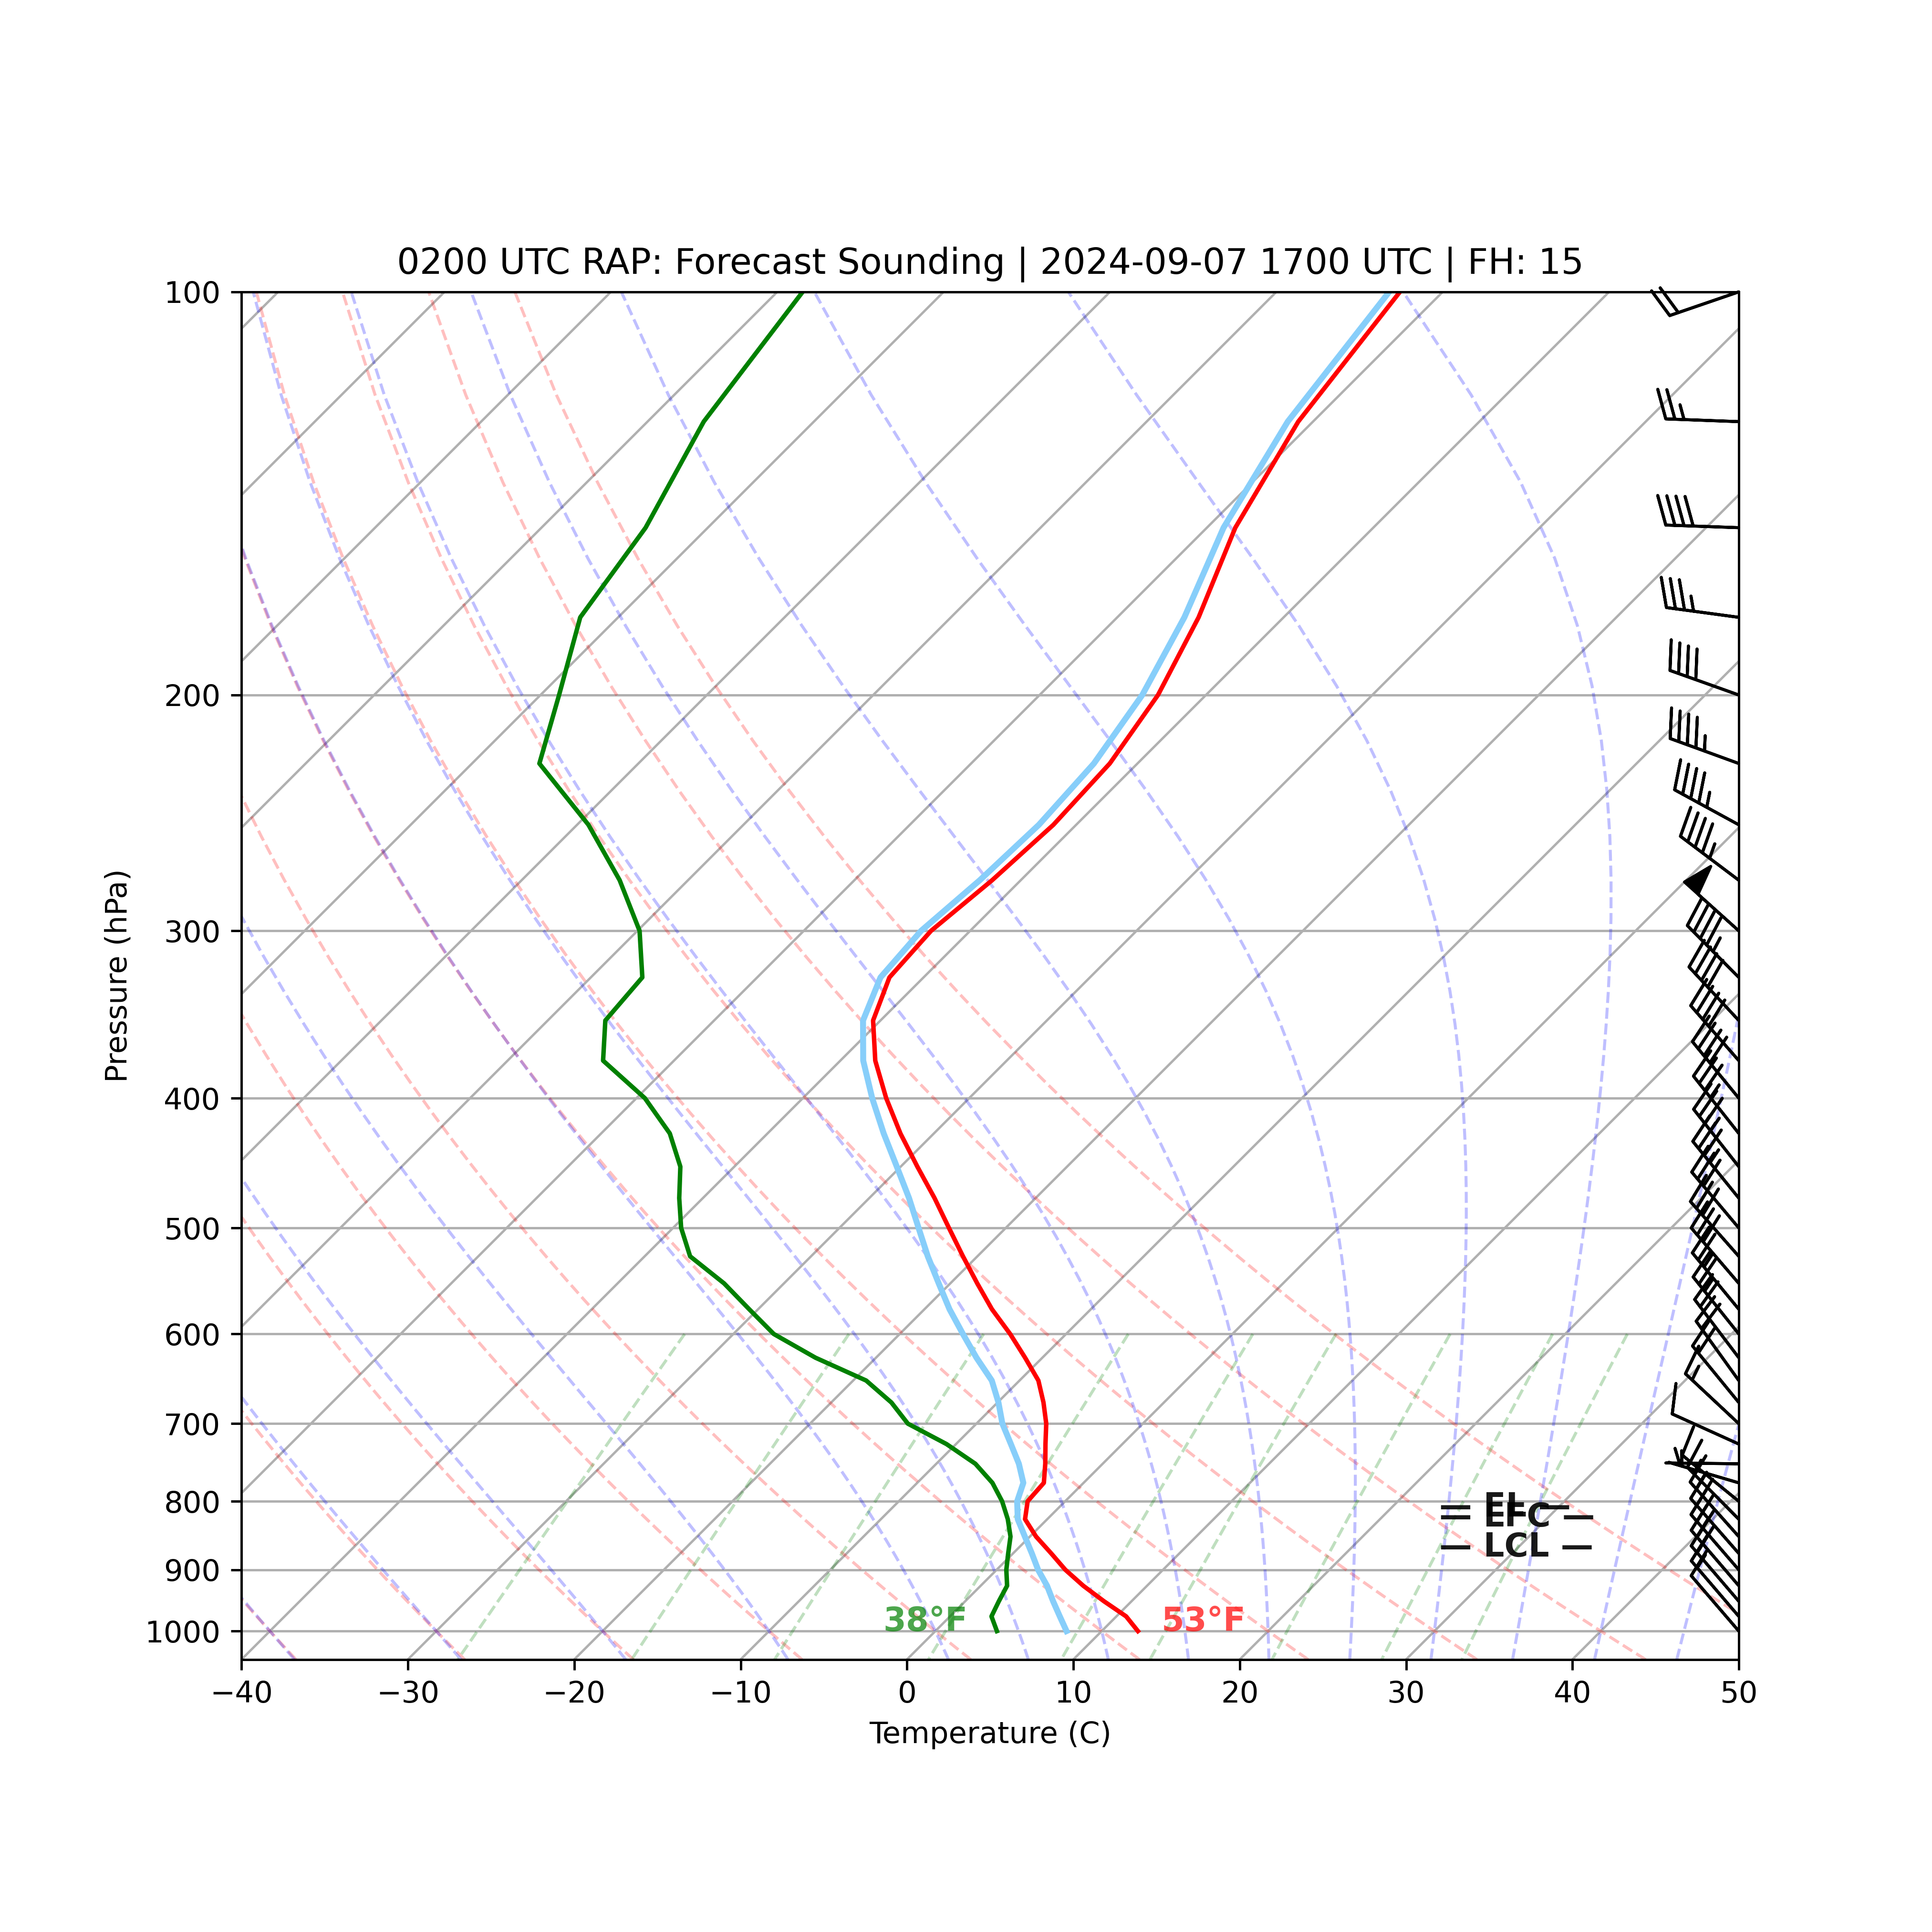 0200 UTC RAP: Forecast Sounding | 2024-09-07 1700 UTC | FH: 15
100
200
300
400
500
600
700
800
900
1000
Pressure (hPa)
— EL —
— LFC —
— LCL —
38°F
53°F
−40 −30 −20 −10 0 10 20 30 40 50
Temperature (C)